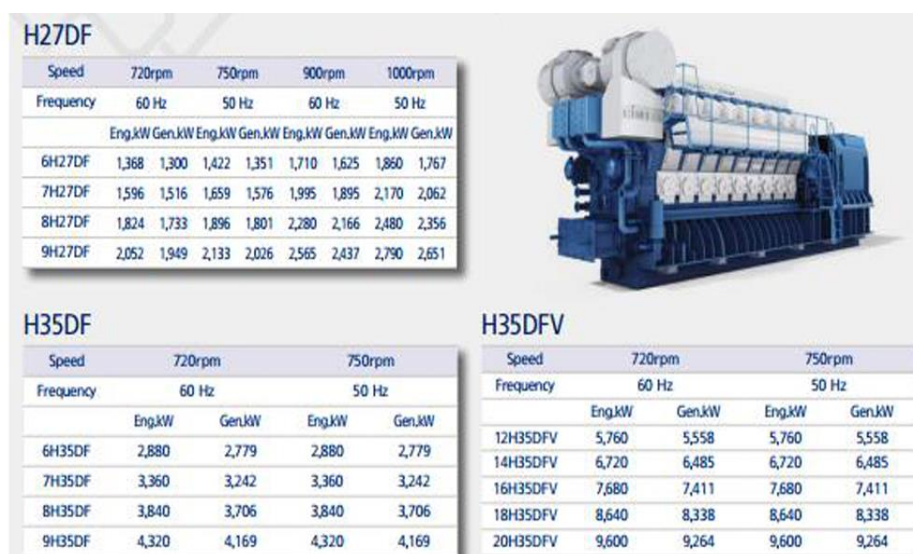 H27DF
Speed 720rpm 750rpm 900rpm 1000rpm
Frequency 60 Hz 50 Hz 60 Hz 50 Hz
Eng.kW Gen.kW Eng.kW Gen.kW Eng.kW Gen.kW Eng.kW Gen.kW
6H27DF 1,368 1,300 1,422 1,351 1,710 1,625 1,860 1,767
7H27DF 1,596 1,516 1,659 1,576 1,995 1,895 2,170 2,062
8H27DF 1,824 1,733 1,896 1,801 2,280 2,166 2,480 2,356
9H27DF 2,052 1,949 2,133 2,026 2,565 2,437 2,790 2,651
H35DF
Speed 720rpm 750rpm
Frequency 60 Hz 50 Hz
Eng.kW Gen.kW Eng.kW Gen.kW
6H35DF 2,880 2,779 2,880 2,779
7H35DF 3,360 3,242 3,360 3,242
8H35DF 3,840 3,706 3,840 3,706
9H35DF 4,320 4,169 4,320 4,169
H35DFV
Speed 720rpm 750rpm
Frequency 60 Hz 50 Hz
Eng.kW Gen.kW Eng.kW Gen.kW
12H35DFV 5,760 5,558 5,760 5,558
14H35DFV 6,720 6,485 6,720 6,485
16H35DFV 7,680 7,411 7,680 7,411
18H35DFV 8,640 8,338 8,640 8,338
20H35DFV 9,600 9,264 9,600 9,264